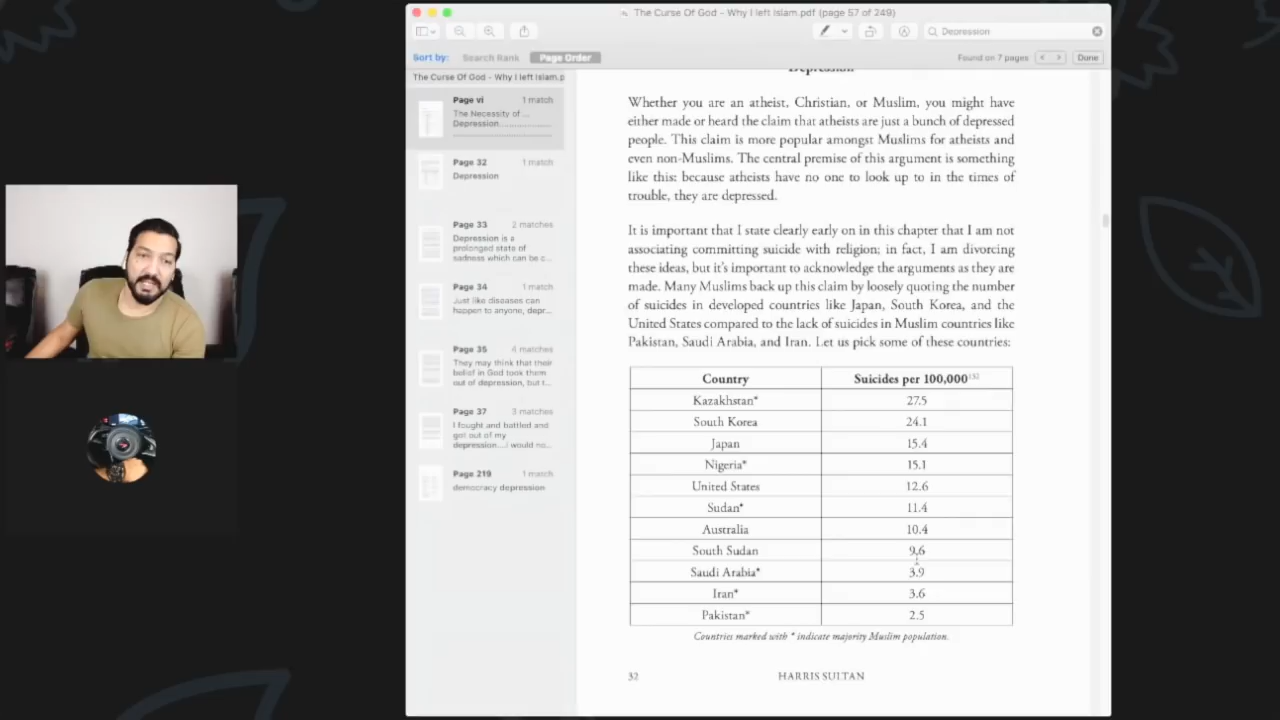 The Curse Of God - Why I left Islam.pdf (page 57 of 249)
Depression
Sort by: Search Rank Page Order
Found on 7 pages
Done
The Curse Of God - Why I left Islam.p
Page vi 1 match
The Necessity of ...
Depression
Page 32 1 match
Depression
Page 33 2 matches
Depression is a
prolonged state of
sadness which can be c...
Page 34 1 match
Just like diseases can
happen to anyone, depr...
Page 35 4 matches
They may think that their
belief in God took them
out of depression, but t...
Page 37 3 matches
I fought and battled and
got out of my
depression....i would no...
Page 219 1 match
democracy depression
Depression
Whether you are an atheist, Christian, or Muslim, you might have
either made or heard the claim that atheists are just a bunch of depressed
people. This claim is more popular amongst Muslims for atheists and
even non-Muslims. The central premise of this argument is something
like this: because atheists have no one to look up to in the times of
trouble, they are depressed.
It is important that I state clearly early on in this chapter that I am not
associating committing suicide with religion; in fact, I am divorcing
these ideas, but it's important to acknowledge the arguments as they are
made. Many Muslims back up this claim by loosely quoting the number
of suicides in developed countries like Japan, South Korea, and the
United States compared to the lack of suicides in Muslim countries like
Pakistan, Saudi Arabia, and Iran. Let us pick some of these countries:
Country Suicides per 100,000¹³²
Kazakhstan* 27.5
South Korea 24.1
Japan 15.4
Nigeria* 15.1
United States 12.6
Sudan* 11.4
Australia 10.4
South Sudan 9.6
Saudi Arabia* 3.9
Iran* 3.6
Pakistan* 2.5
Countries marked with * indicate majority Muslim population.
32 HARRIS SULTAN